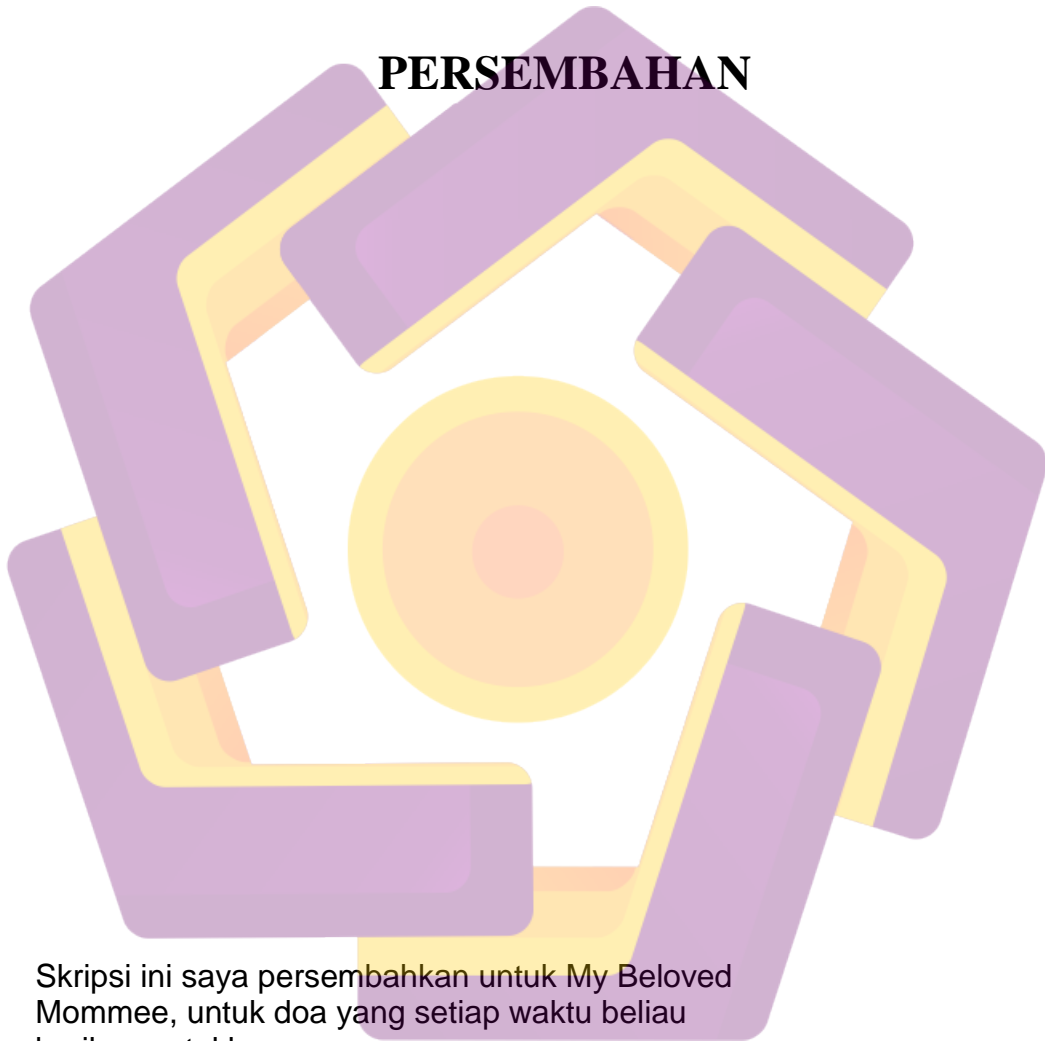 PERSEMBAHAN
Skripsi ini saya persembahkan untuk My Beloved
Mommee, untuk doa yang setiap waktu beliau